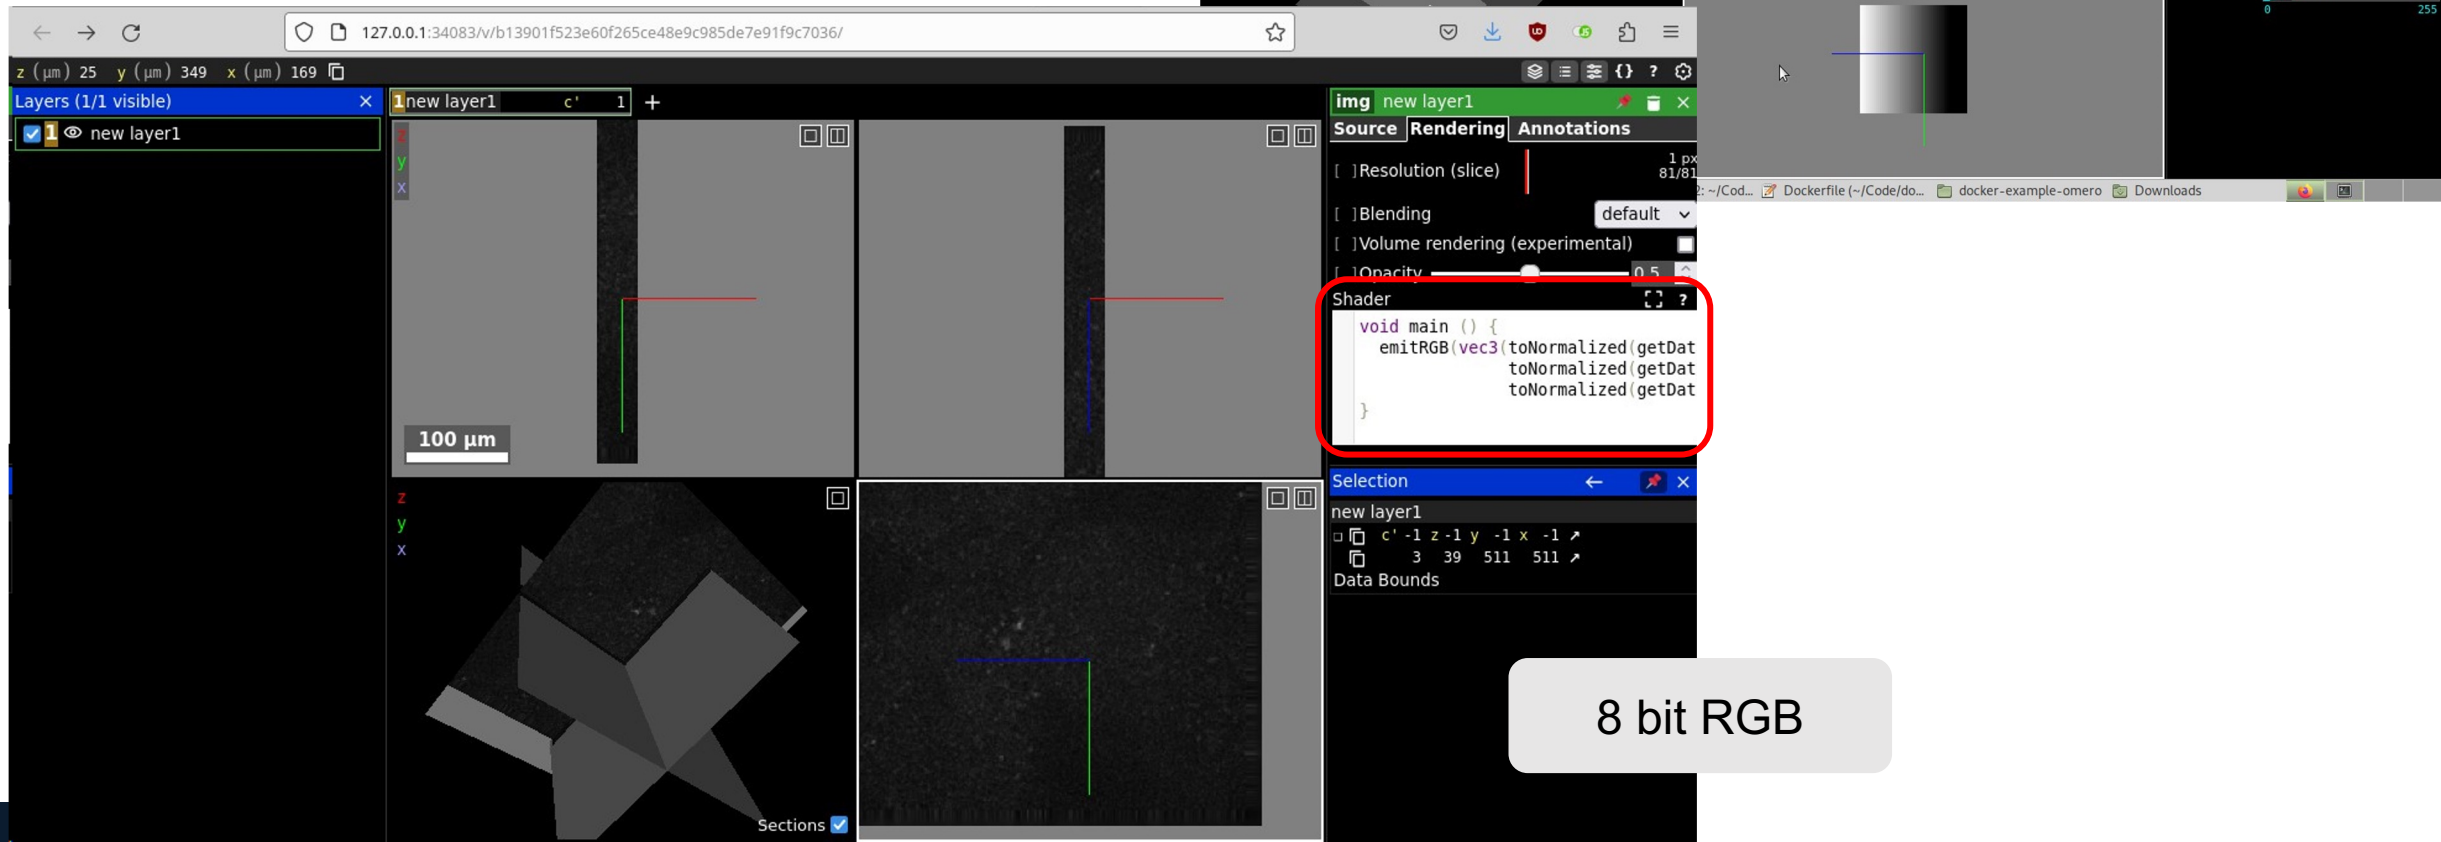 127.0.0.1:34083/v/b13901f523e60f265ce48e9c985de7e91f9c7036/
z (μm) 25 y (μm) 349 x (μm) 169
{} ?
Layers (1/1 visible)
1 new layer1
1 new layer1 c' 1 +
z
y
x
100 μm
z
y
x
Sections
img new layer1
Source Rendering Annotations
[ ]Resolution (slice) 1 px
81/81
[ ]Blending default
[ ]Volume rendering (experimental)
[ ]Opacity 0.5
Shader ?
void main () {
emitRGB(vec3(toNormalized(getDat
toNormalized(getDat
toNormalized(getDat
}
Selection
new layer1
c' -1 z -1 y -1 x -1
3 39 511 511
Data Bounds
8 bit RGB
0 255
2: ~/Cod... Dockerfile (~/Code/do... docker-example-omero Downloads